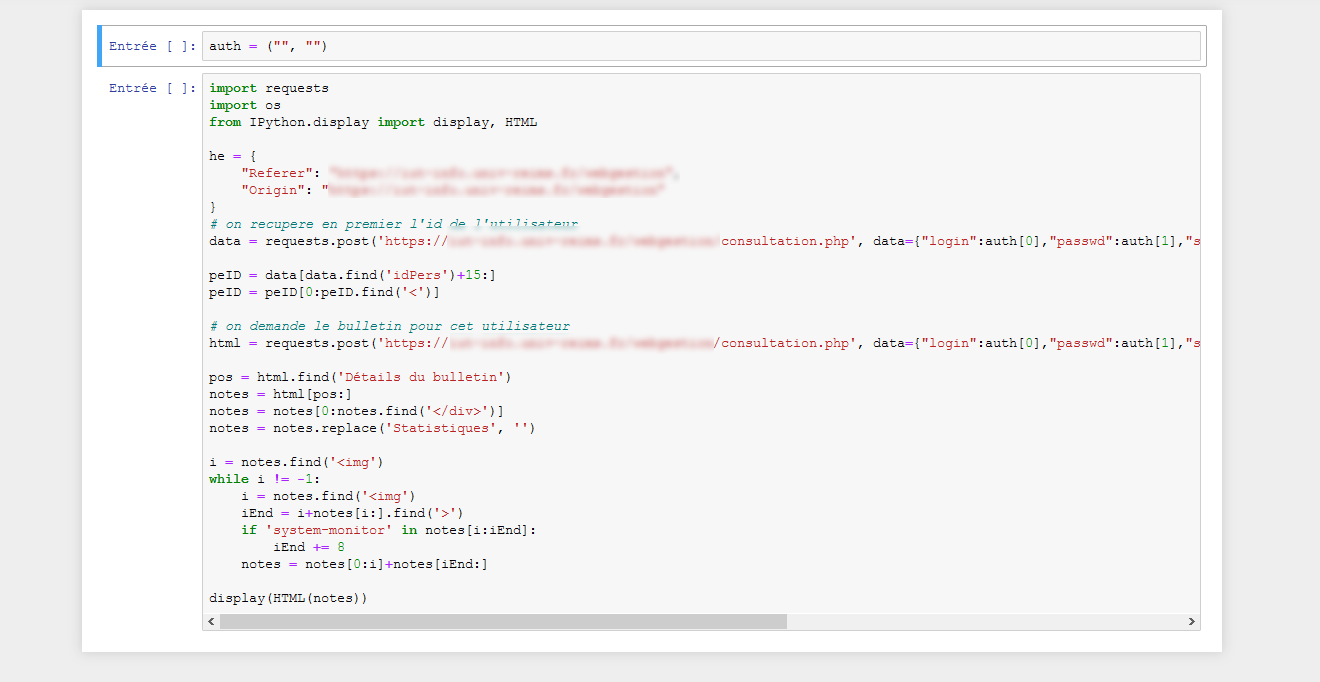 Entrée [ ]: auth = ("", "")
Entrée [ ]: import requests
import os
from IPython.display import display, HTML
he = {
"Referer":
"Origin": "
}
# on recupere en premier l'id de l'utilisateur
data = requests.post('https:// consultation.php', data={"login":auth[0],"passwd":auth[1],"s
peID = data[data.find('idPers')+15:]
peID = peID[0:peID.find('<')]
# on demande le bulletin pour cet utilisateur
html = requests.post('https:// /consultation.php', data={"login":auth[0],"passwd":auth[1],"s
pos = html.find('Détails du bulletin')
notes = html[pos:]
notes = notes[0:notes.find('</div>')]
notes = notes.replace('Statistiques', '')
i = notes.find('<img')
while i != -1:
i = notes.find('<img')
iEnd = i+notes[i:].find('>')
if 'system-monitor' in notes[i:iEnd]:
iEnd += 8
notes = notes[0:i]+notes[iEnd:]
display(HTML(notes))